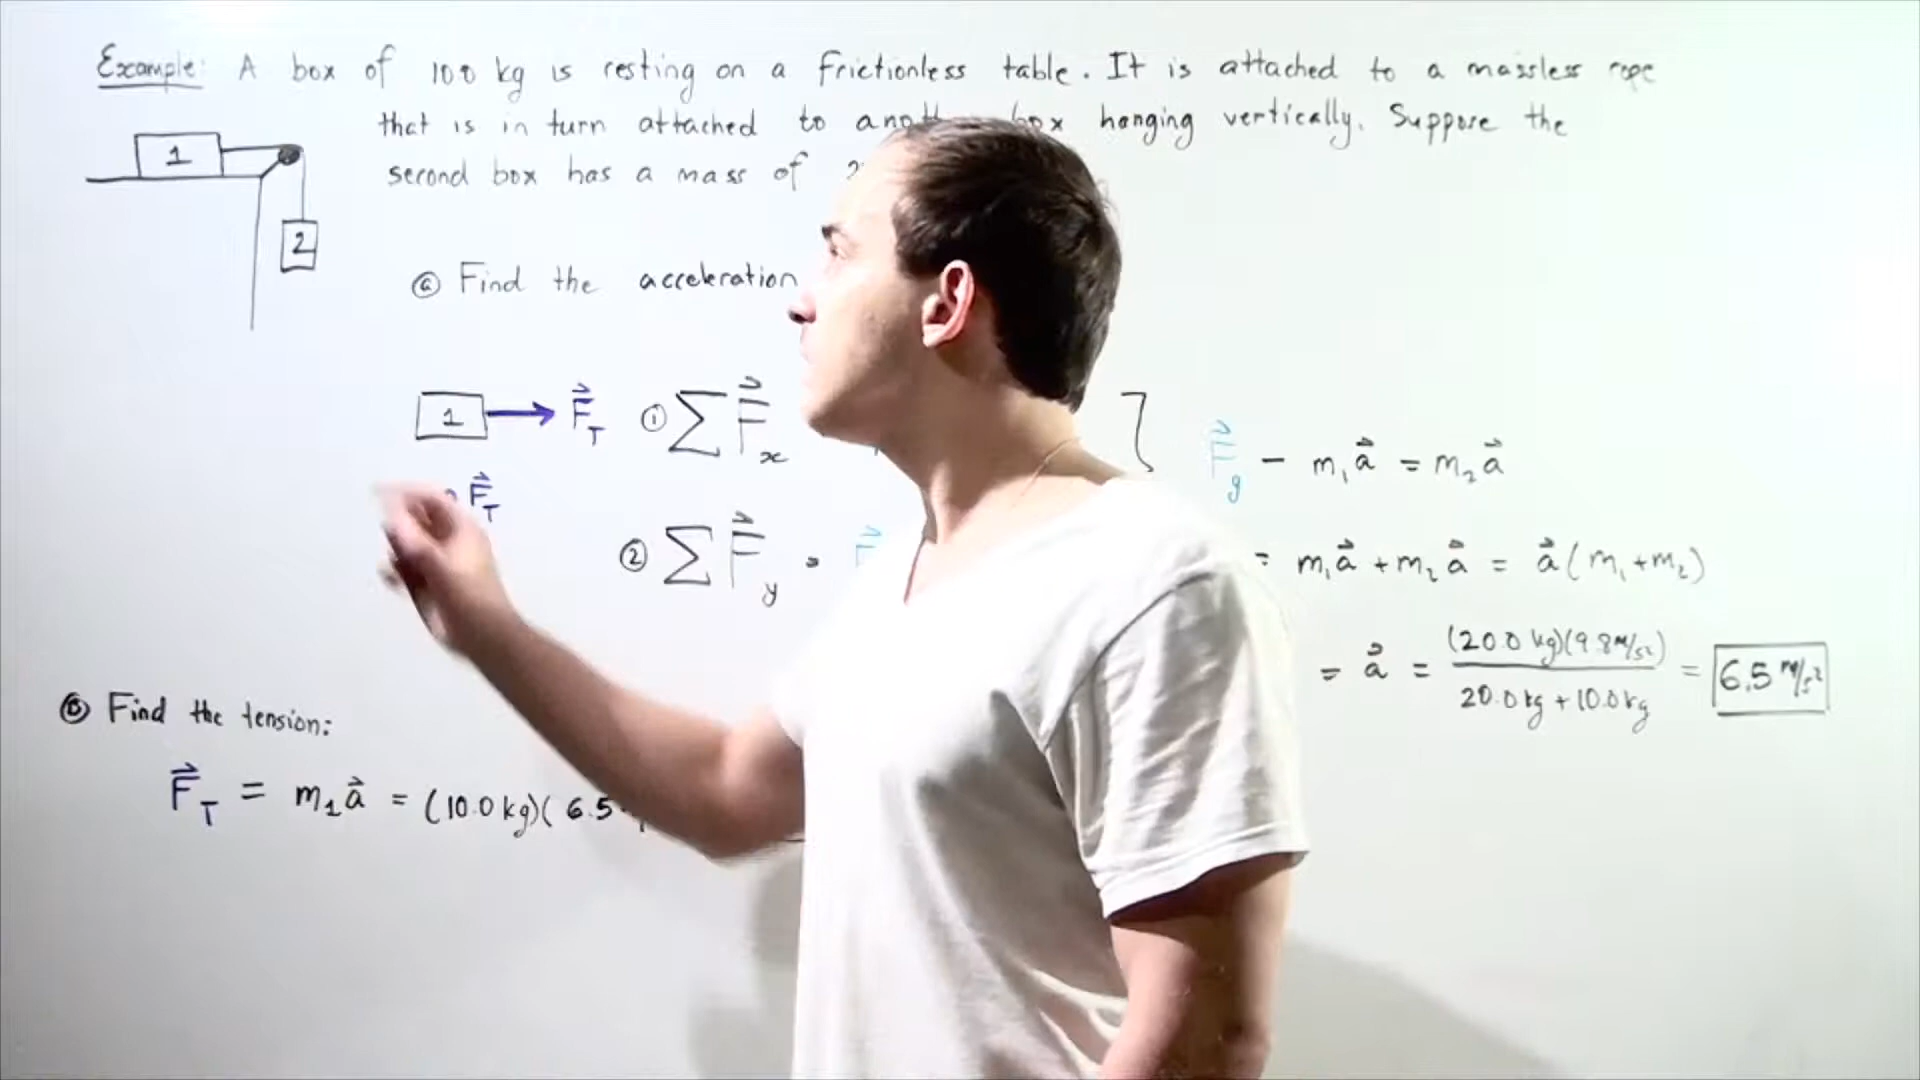 Example: A box of 10.0 kg is resting on a frictionless table. It is attached to a massless rope
that is in turn attached to box hanging vertically. Suppose the
second box has a mass of
1
2
ⓐ Find the acceleration
1 F⃗T ① ΣF⃗x F⃗g - m₁a⃗ = m₂a⃗
F⃗T
② ΣF⃗y = = m₁a⃗ + m₂a⃗ = a⃗(m₁+m₂)
= a⃗ = (20.0 kg)(9.8 m/s²) / 20.0 kg + 10.0 kg = 6.5 m/s²
ⓑ Find the tension:
F⃗T = m₁a⃗ = (10.0 kg)( 6.5